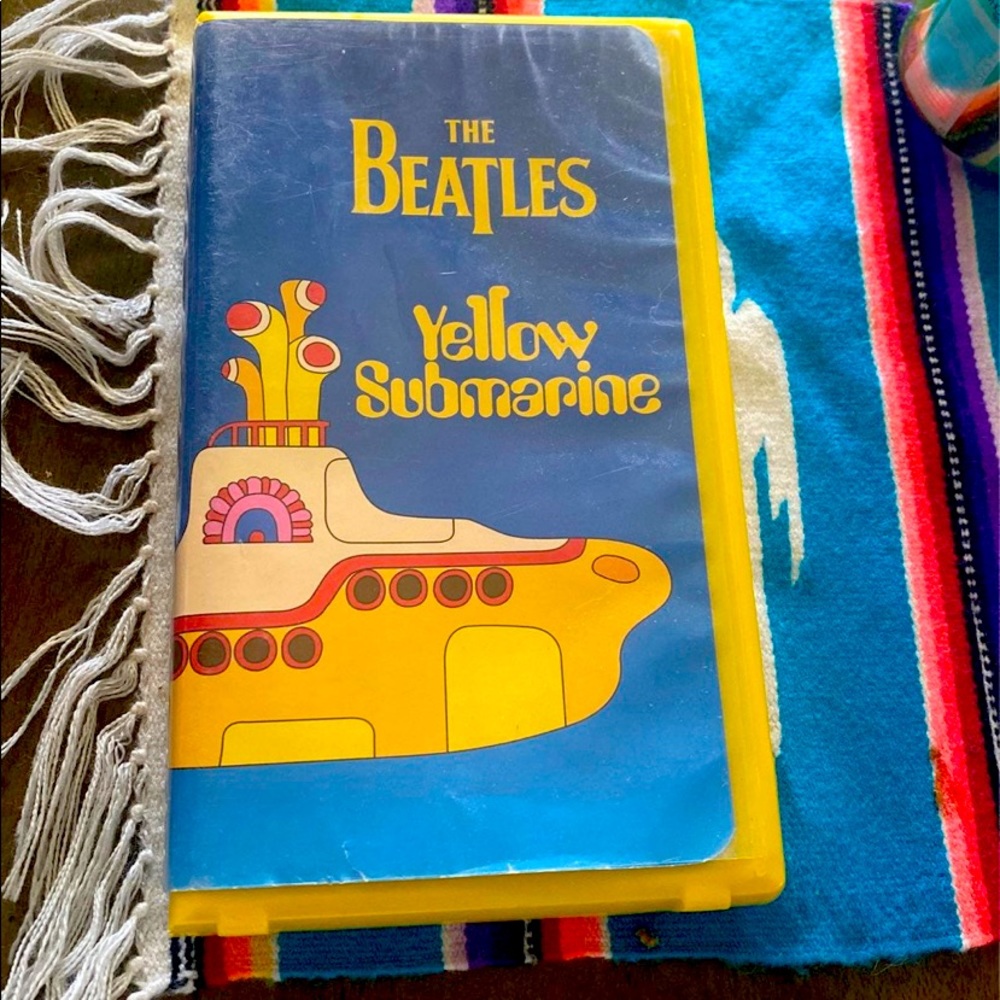 THE
BEATLES
Yellow
Submarine